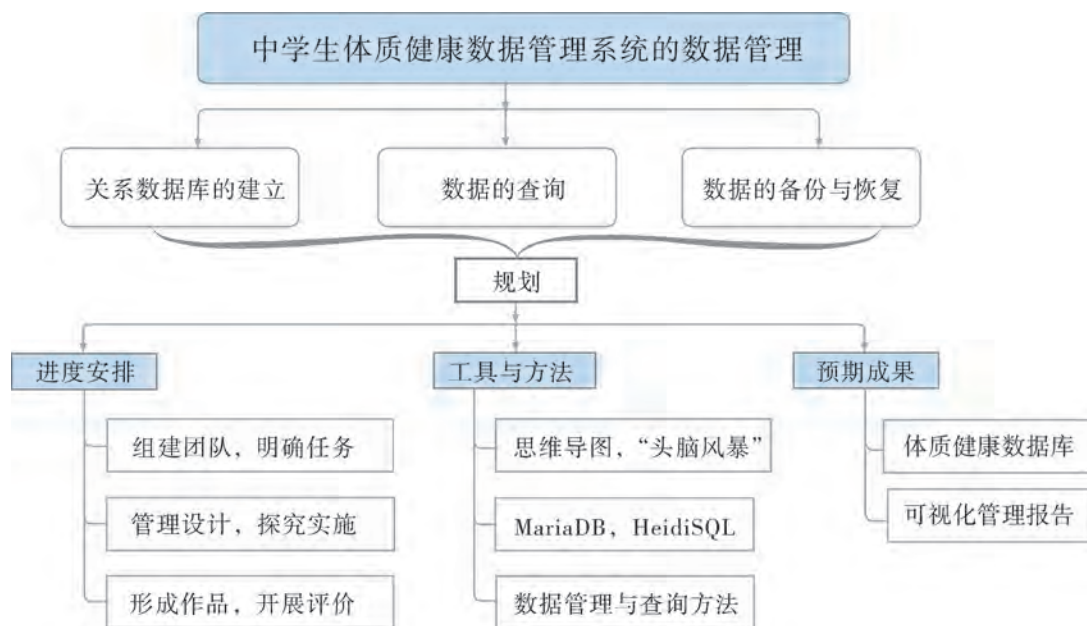 中学生体质健康数据管理系统的数据管理
关系数据库的建立
数据的查询
数据的备份与恢复
规划
进度安排
工具与方法
预期成果
组建团队，明确任务
思维导图，“头脑风暴”
体质健康数据库
管理设计，探究实施
MariaDB，HeidiSQL
可视化管理报告
形成作品，开展评价
数据管理与查询方法